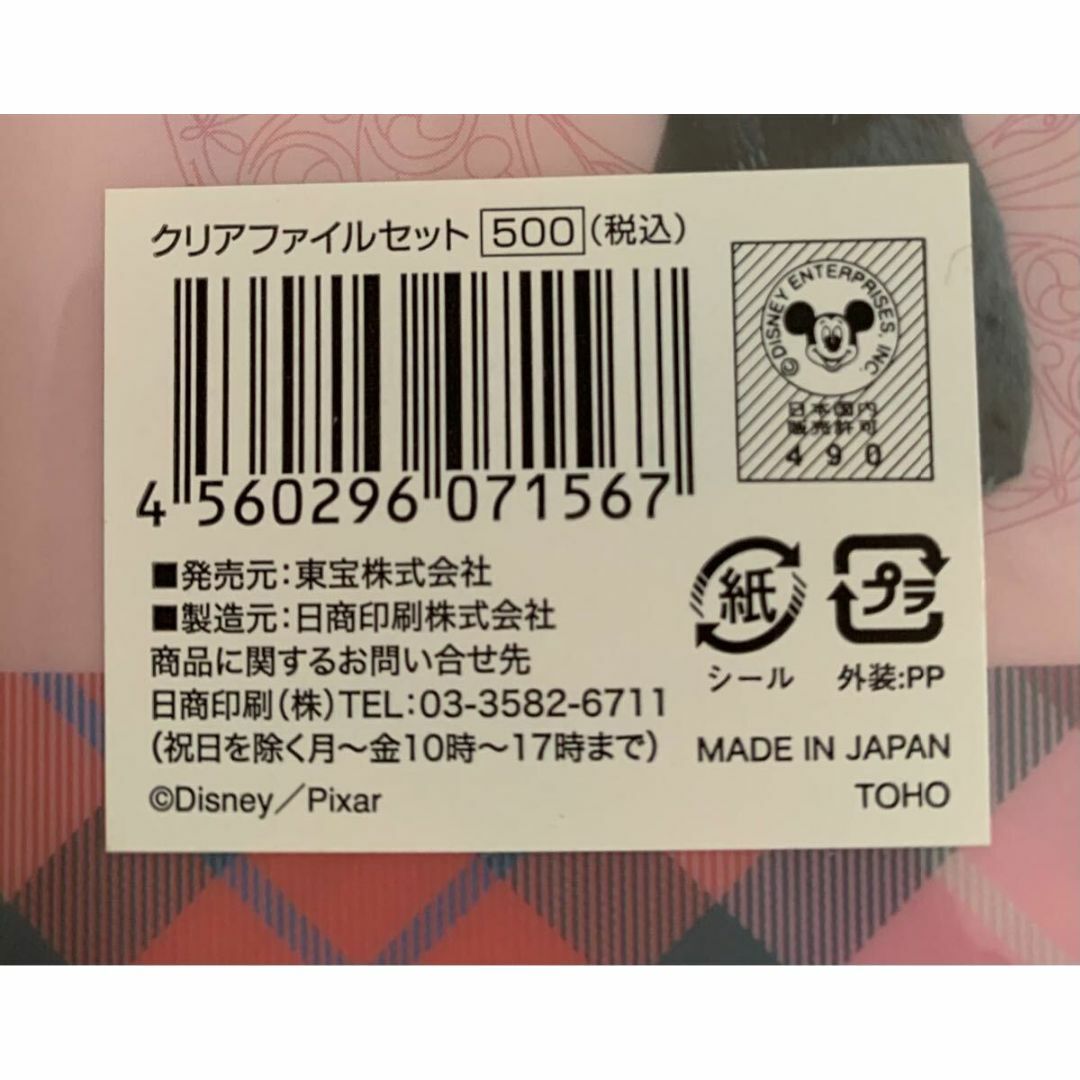 クリアファイルセット 500 (税込)
©DISNEY ENTERPRISES, INC.
日本国内
販売許可
490
4 560296 071567
■発売元:東宝株式会社
■製造元:日商印刷株式会社
商品に関するお問い合せ先
日商印刷(株)TEL:03-3582-6711
(祝日を除く月〜金10時〜17時まで)
©Disney/Pixar
紙
シール
プラ
外装:PP
MADE IN JAPAN
TOHO